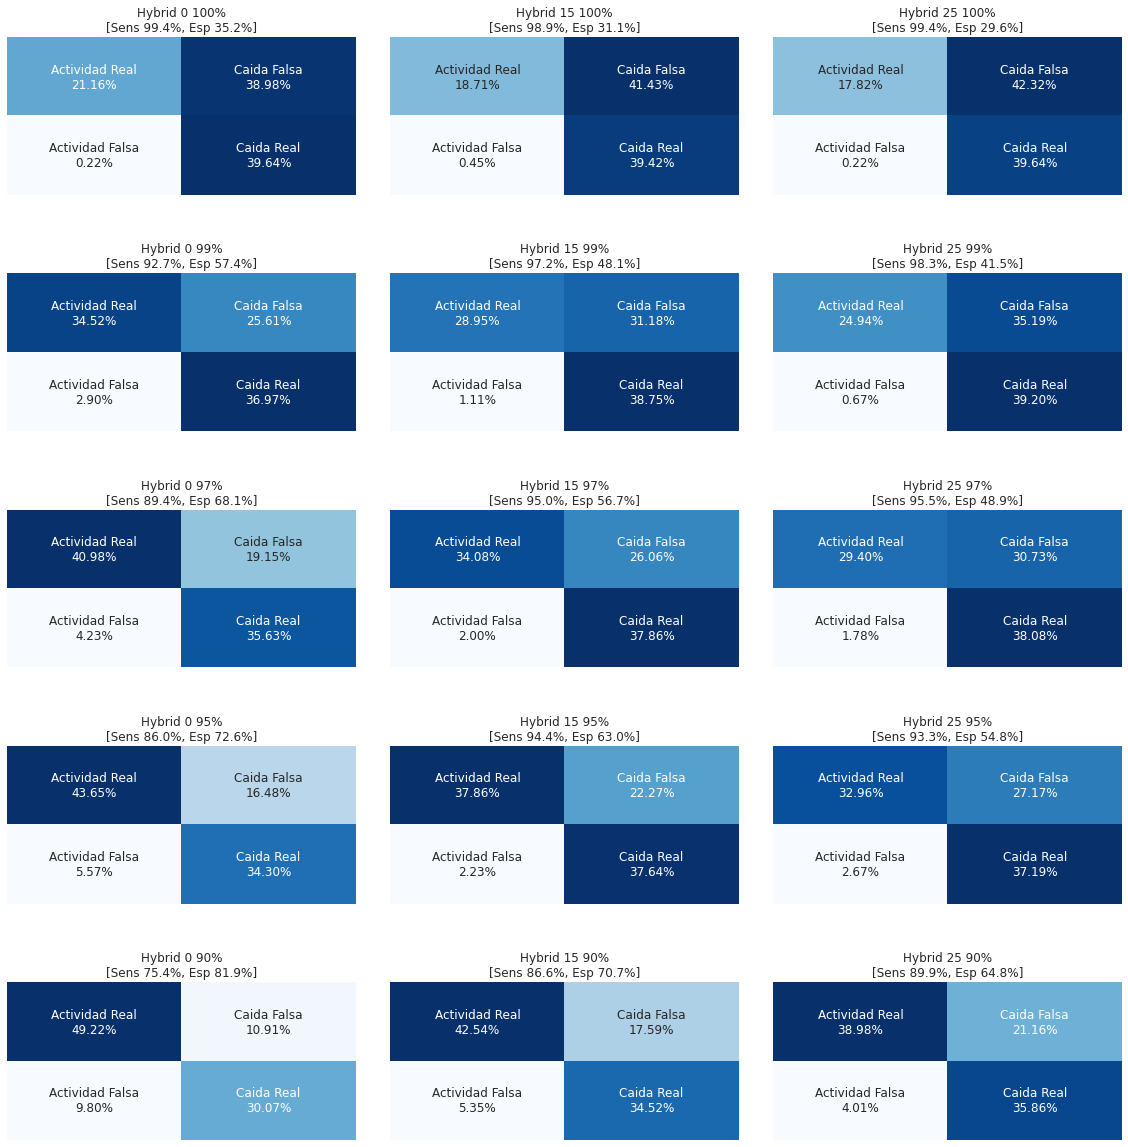 Hybrid 0 100%
[Sens 99.4%, Esp 35.2%]
Actividad Real
21.16%
Caida Falsa
38.98%
Actividad Falsa
0.22%
Caida Real
39.64%
Hybrid 15 100%
[Sens 98.9%, Esp 31.1%]
Actividad Real
18.71%
Caida Falsa
41.43%
Actividad Falsa
0.45%
Caida Real
39.42%
Hybrid 25 100%
[Sens 99.4%, Esp 29.6%]
Actividad Real
17.82%
Caida Falsa
42.32%
Actividad Falsa
0.22%
Caida Real
39.64%
Hybrid 0 99%
[Sens 92.7%, Esp 57.4%]
Actividad Real
34.52%
Caida Falsa
25.61%
Actividad Falsa
2.90%
Caida Real
36.97%
Hybrid 15 99%
[Sens 97.2%, Esp 48.1%]
Actividad Real
28.95%
Caida Falsa
31.18%
Actividad Falsa
1.11%
Caida Real
38.75%
Hybrid 25 99%
[Sens 98.3%, Esp 41.5%]
Actividad Real
24.94%
Caida Falsa
35.19%
Actividad Falsa
0.67%
Caida Real
39.20%
Hybrid 0 97%
[Sens 89.4%, Esp 68.1%]
Actividad Real
40.98%
Caida Falsa
19.15%
Actividad Falsa
4.23%
Caida Real
35.63%
Hybrid 15 97%
[Sens 95.0%, Esp 56.7%]
Actividad Real
34.08%
Caida Falsa
26.06%
Actividad Falsa
2.00%
Caida Real
37.86%
Hybrid 25 97%
[Sens 95.5%, Esp 48.9%]
Actividad Real
29.40%
Caida Falsa
30.73%
Actividad Falsa
1.78%
Caida Real
38.08%
Hybrid 0 95%
[Sens 86.0%, Esp 72.6%]
Actividad Real
43.65%
Caida Falsa
16.48%
Actividad Falsa
5.57%
Caida Real
34.30%
Hybrid 15 95%
[Sens 94.4%, Esp 63.0%]
Actividad Real
37.86%
Caida Falsa
22.27%
Actividad Falsa
2.23%
Caida Real
37.64%
Hybrid 25 95%
[Sens 93.3%, Esp 54.8%]
Actividad Real
32.96%
Caida Falsa
27.17%
Actividad Falsa
2.67%
Caida Real
37.19%
Hybrid 0 90%
[Sens 75.4%, Esp 81.9%]
Actividad Real
49.22%
Caida Falsa
10.91%
Actividad Falsa
9.80%
Caida Real
30.07%
Hybrid 15 90%
[Sens 86.6%, Esp 70.7%]
Actividad Real
42.54%
Caida Falsa
17.59%
Actividad Falsa
5.35%
Caida Real
34.52%
Hybrid 25 90%
[Sens 89.9%, Esp 64.8%]
Actividad Real
38.98%
Caida Falsa
21.16%
Actividad Falsa
4.01%
Caida Real
35.86%